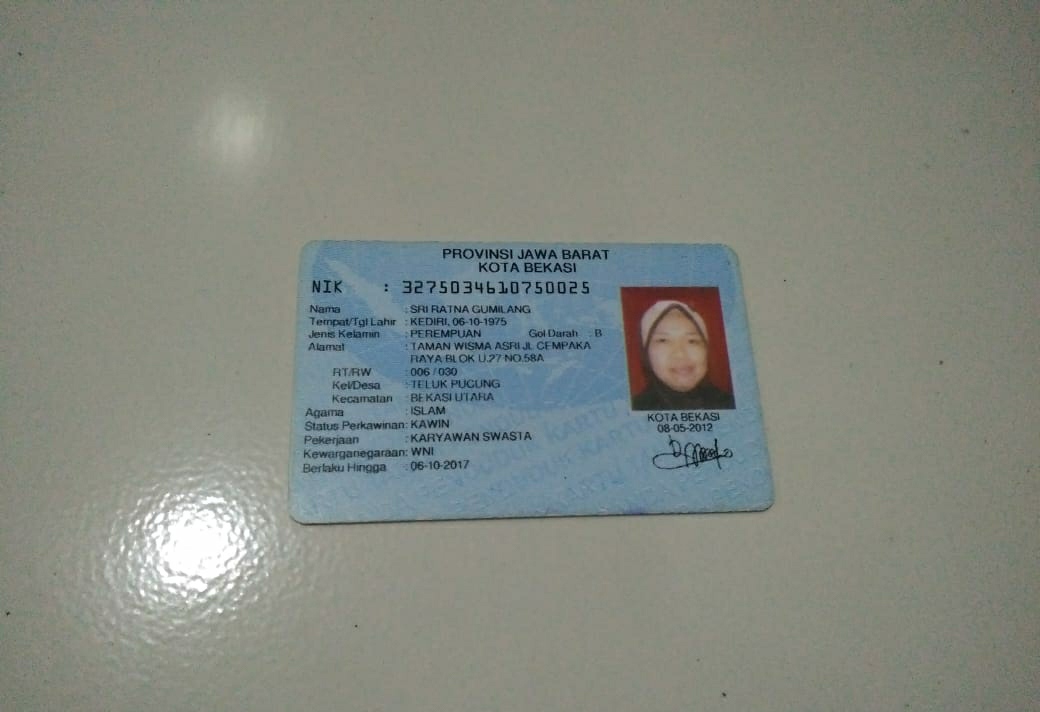 PROVINSI JAWA BARAT
KOTA BEKASI
NIK : 3275034610750025
Nama : SRI RATNA GUMILANG
Tempat/Tgl Lahir : KEDIRI, 06-10-1975
Jenis Kelamin : PEREMPUAN Gol Darah : B
Alamat : TAMAN WISMA ASRI JL CEMPAKA
RAYA BLOK U.27 NO.58A
RT/RW : 006 / 030
Kel/Desa : TELUK PUCUNG
Kecamatan : BEKASI UTARA
Agama : ISLAM
Status Perkawinan : KAWIN
Pekerjaan : KARYAWAN SWASTA
Kewarganegaraan : WNI
Berlaku Hingga : 06-10-2017
KOTA BEKASI
08-05-2012